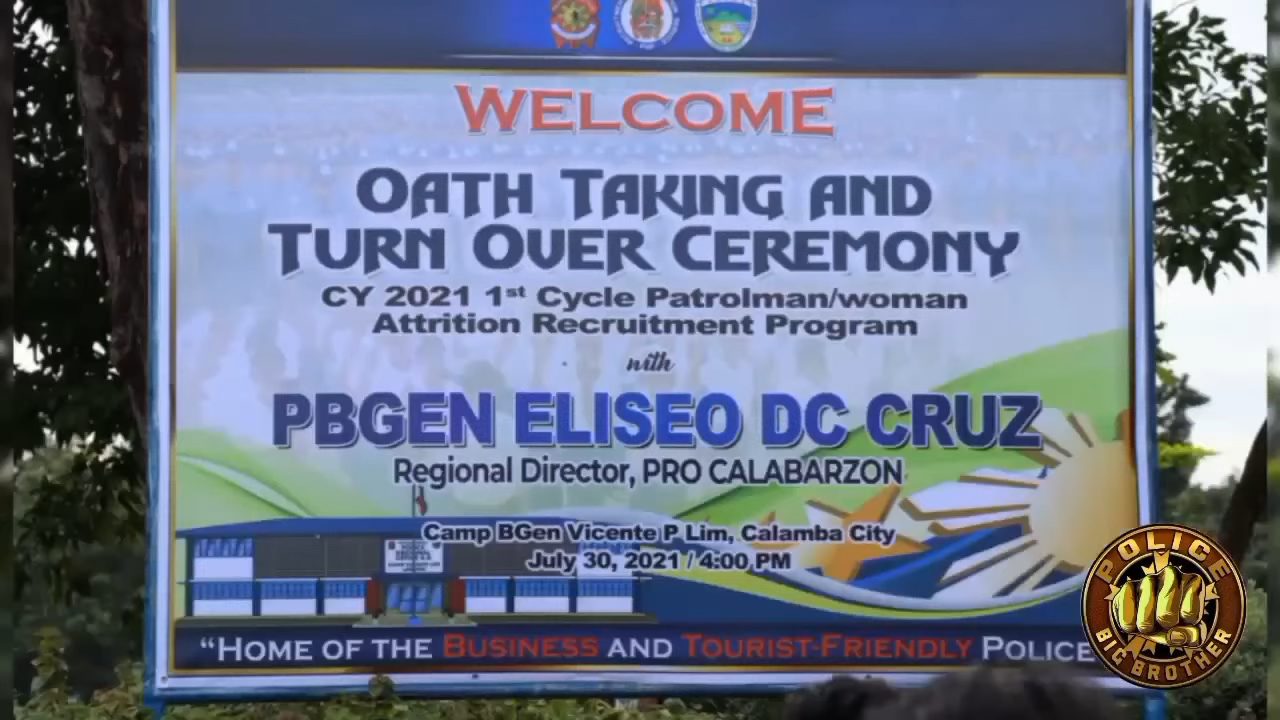 WELCOME
OATH TAKING AND
TURN OVER CEREMONY
CY 2021 1st Cycle Patrolman/woman
Attrition Recruitment Program
with
PBGEN ELISEO DC CRUZ
Regional Director, PRO CALABARZON
Camp BGen Vicente P Lim, Calamba City
July 30, 2021 / 4:00 PM
"HOME OF THE BUSINESS AND TOURIST-FRIENDLY POLICE
POLICE
BIG BROTHER